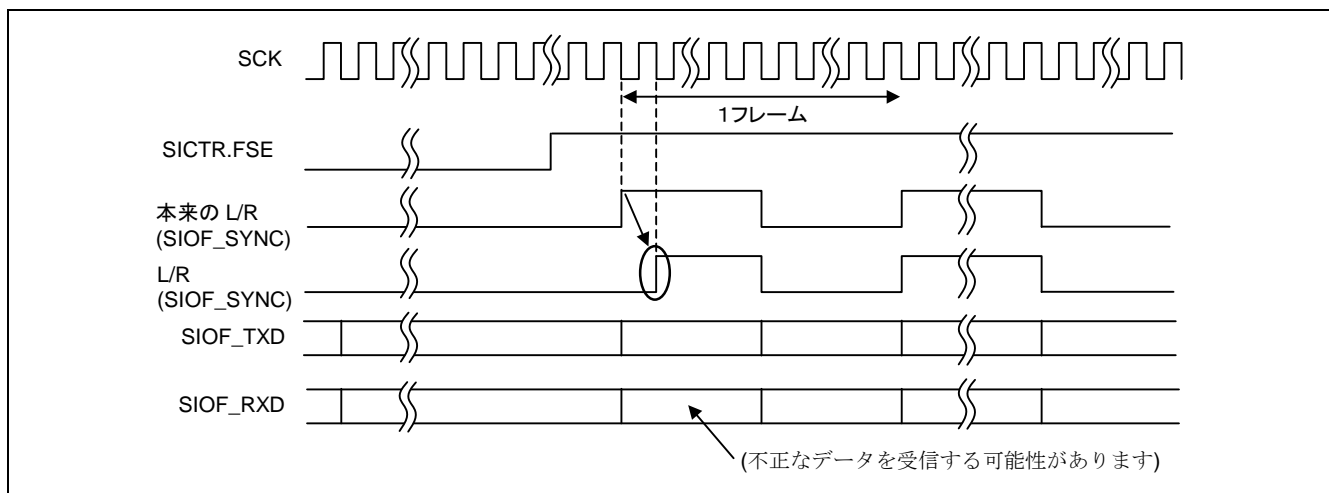 SCK
1フレーム
SICTR.FSE
本来の L/R
(SIOF_SYNC)
L/R
(SIOF_SYNC)
SIOF_TXD
SIOF_RXD
(不正なデータを受信する可能性があります)